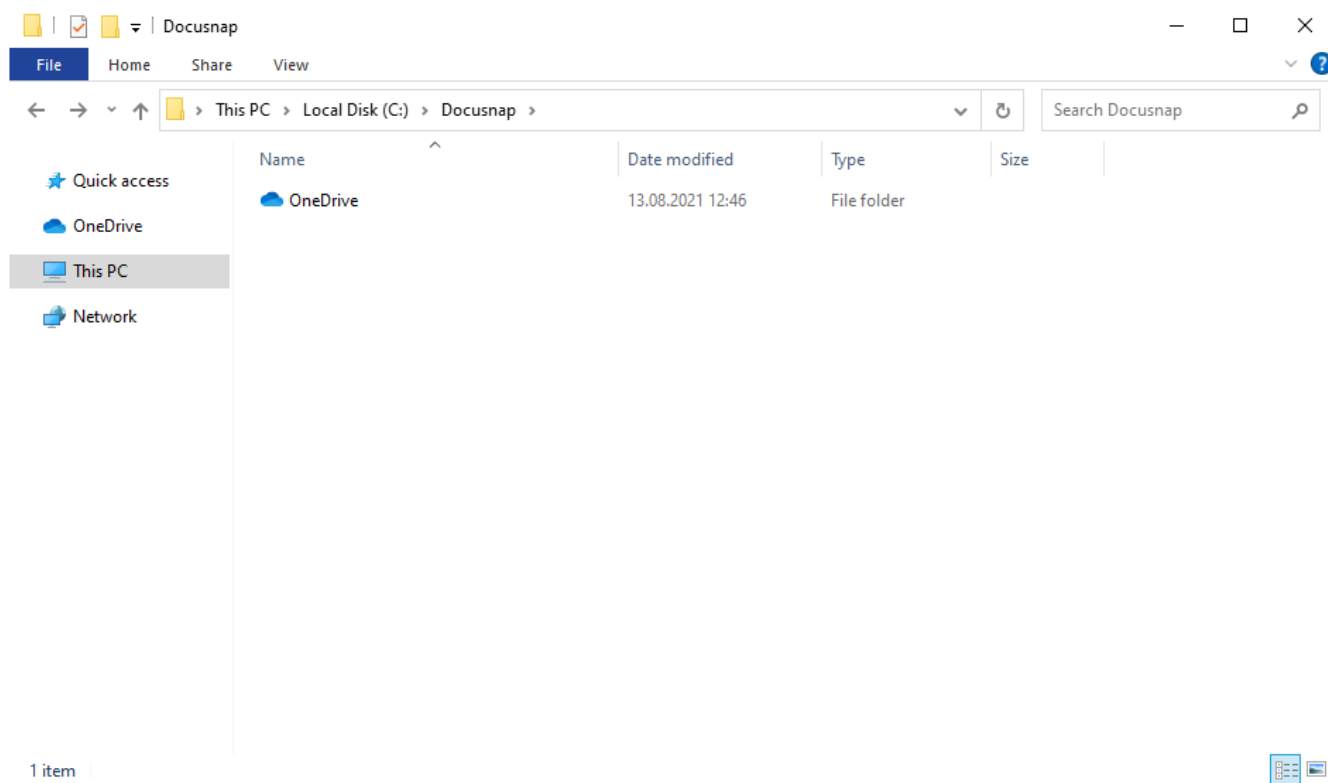 Docusnap
File Home Share View ?
This PC > Local Disk (C:) > Docusnap > Search Docusnap
Name Date modified Type Size
Quick access
OneDrive 13.08.2021 12:46 File folder
OneDrive
This PC
Network
1 item